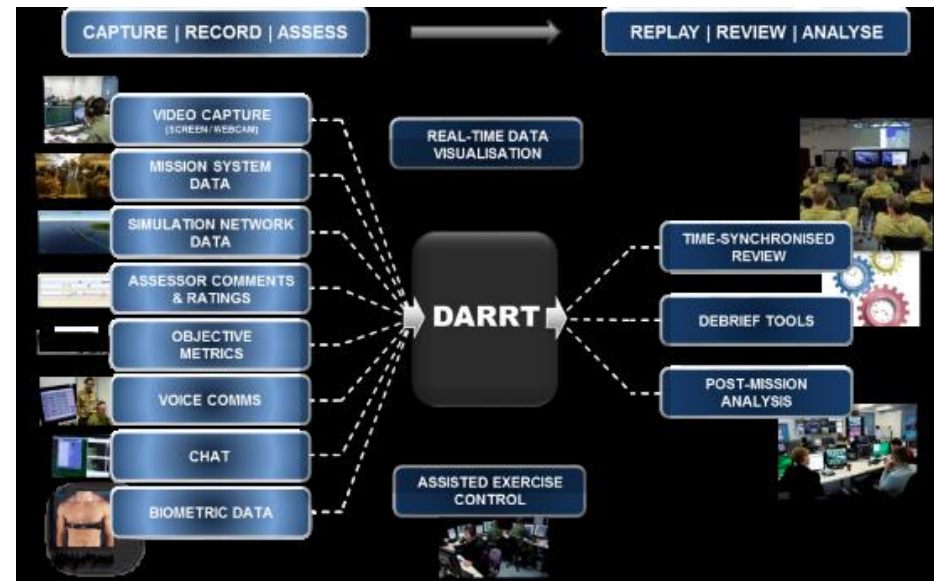 CAPTURE | RECORD | ASSESS
REPLAY | REVIEW | ANALYSE
VIDEO CAPTURE
(SCREEN/WEBCAM)
MISSION SYSTEM
DATA
SIMULATION NETWORK
DATA
ASSESSOR COMMENTS
& RATINGS
OBJECTIVE
METRICS
VOICE COMMS
CHAT
BIOMETRIC DATA
REAL-TIME DATA
VISUALISATION
DARRT
ASSISTED EXERCISE
CONTROL
TIME-SYNCHRONISED
REVIEW
DEBRIEF TOOLS
POST-MISSION
ANALYSIS